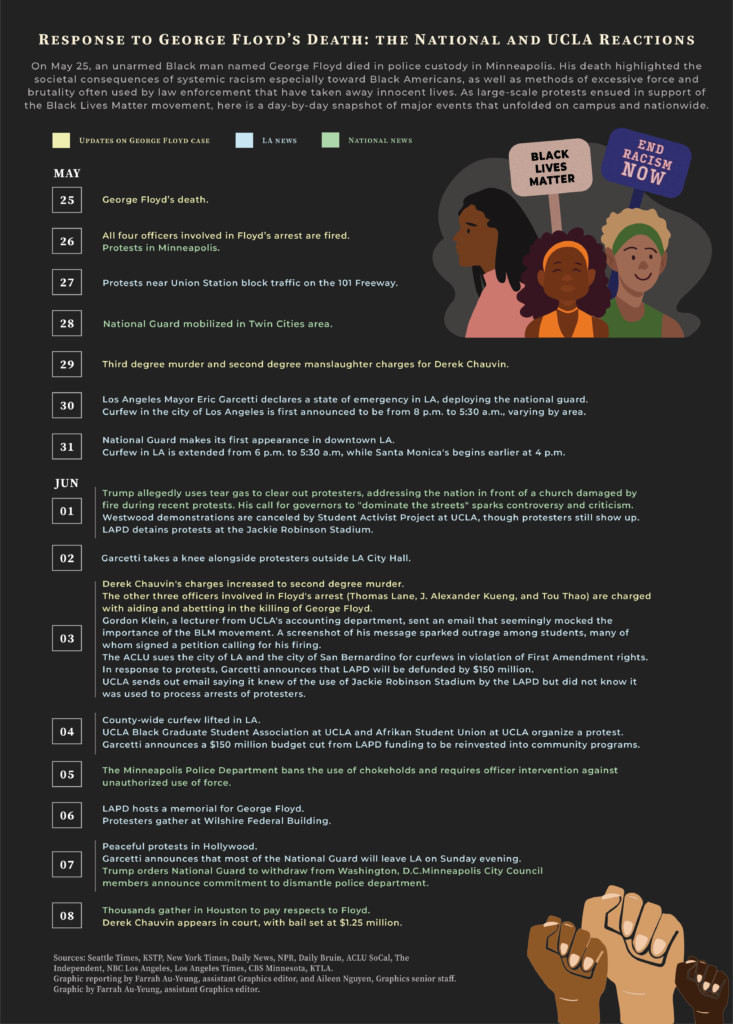 Response to George Floyd's Death: the National and UCLA Reactions
On May 25, an unarmed Black man named George Floyd died in police custody in Minneapolis. His death highlighted the
societal consequences of systemic racism especially toward Black Americans, as well as methods of excessive force and
brutality often used by law enforcement that have taken away innocent lives. As large-scale protests ensued in support of
the Black Lives Matter movement, here is a day-by-day snapshot of major events that unfolded on campus and nationwide.
Updates on George Floyd case
LA news
National news
BLACK
LIVES
MATTER
END
RACISM
NOW
MAY
25
George Floyd's death.
26
All four officers involved in Floyd's arrest are fired.
Protests in Minneapolis.
27
Protests near Union Station block traffic on the 101 Freeway.
28
National Guard mobilized in Twin Cities area.
29
Third degree murder and second degree manslaughter charges for Derek Chauvin.
30
Los Angeles Mayor Eric Garcetti declares a state of emergency in LA, deploying the national guard.
Curfew in the city of Los Angeles is first announced to be from 8 p.m. to 5:30 a.m., varying by area.
31
National Guard makes its first appearance in downtown LA.
Curfew in LA is extended from 6 p.m. to 5:30 a.m, while Santa Monica's begins earlier at 4 p.m.
JUN
01
Trump allegedly uses tear gas to clear out protesters, addressing the nation in front of a church damaged by
fire during recent protests. His call for governors to "dominate the streets" sparks controversy and criticism.
Westwood demonstrations are canceled by Student Activist Project at UCLA, though protesters still show up.
LAPD detains protests at the Jackie Robinson Stadium.
02
Garcetti takes a knee alongside protesters outside LA City Hall.
03
Derek Chauvin's charges increased to second degree murder.
The other three officers involved in Floyd's arrest (Thomas Lane, J. Alexander Kueng, and Tou Thao) are charged
with aiding and abetting in the killing of George Floyd.
Gordon Klein, a lecturer from UCLA's accounting department, sent an email that seemingly mocked the
importance of the BLM movement. A screenshot of his message sparked outrage among students, many of
whom signed a petition calling for his firing.
The ACLU sues the city of LA and the city of San Bernardino for curfews in violation of First Amendment rights.
In response to protests, Garcetti announces that LAPD will be defunded by $150 million.
UCLA sends out email saying it knew of the use of Jackie Robinson Stadium by the LAPD but did not know it
was used to process arrests of protesters.
04
County-wide curfew lifted in LA.
UCLA Black Graduate Student Association at UCLA and Afrikan Student Union at UCLA organize a protest.
Garcetti announces a $150 million budget cut from LAPD funding to be reinvested into community programs.
05
The Minneapolis Police Department bans the use of chokeholds and requires officer intervention against
unauthorized use of force.
06
LAPD hosts a memorial for George Floyd.
Protesters gather at Wilshire Federal Building.
07
Peaceful protests in Hollywood.
Garcetti announces that most of the National Guard will leave LA on Sunday evening.
Trump orders National Guard to withdraw from Washington, D.C.Minneapolis City Council
members announce commitment to dismantle police department.
08
Thousands gather in Houston to pay respects to Floyd.
Derek Chauvin appears in court, with bail set at $1.25 million.
Sources: Seattle Times, KSTP, New York Times, Daily News, NPR, Daily Bruin, ACLU SoCal, The
Independent, NBC Los Angeles, Los Angeles Times, CBS Minnesota, KTLA.
Graphic reporting by Farrah Au-Yeung, assistant Graphics editor, and Aileen Nguyen, Graphics senior staff.
Graphic by Farrah Au-Yeung, assistant Graphics editor.